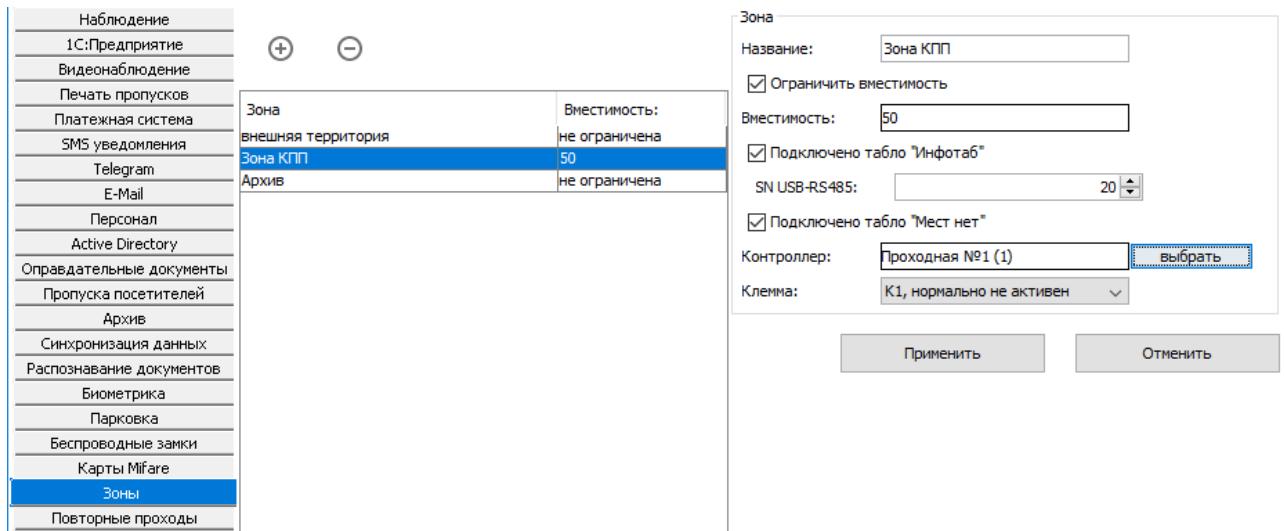 Наблюдение
1С:Предприятие
Видеонаблюдение
Печать пропусков
Платежная система
SMS уведомления
Telegram
E-Mail
Персонал
Active Directory
Оправдательные документы
Пропуска посетителей
Архив
Синхронизация данных
Распознавание документов
Биометрика
Парковка
Беспроводные замки
Карты Mifare
Зоны
Повторные проходы
Зона Вместимость:
внешняя территория не ограничена
Зона КПП 50
Архив не ограничена
Зона
Название: Зона КПП
Ограничить вместимость
Вместимость: 50
Подключено табло "Инфотаб"
SN USB-RS485: 20
Подключено табло "Мест нет"
Контроллер: Проходная №1 (1) выбрать
Клемма: К1, нормально не активен
Применить Отменить